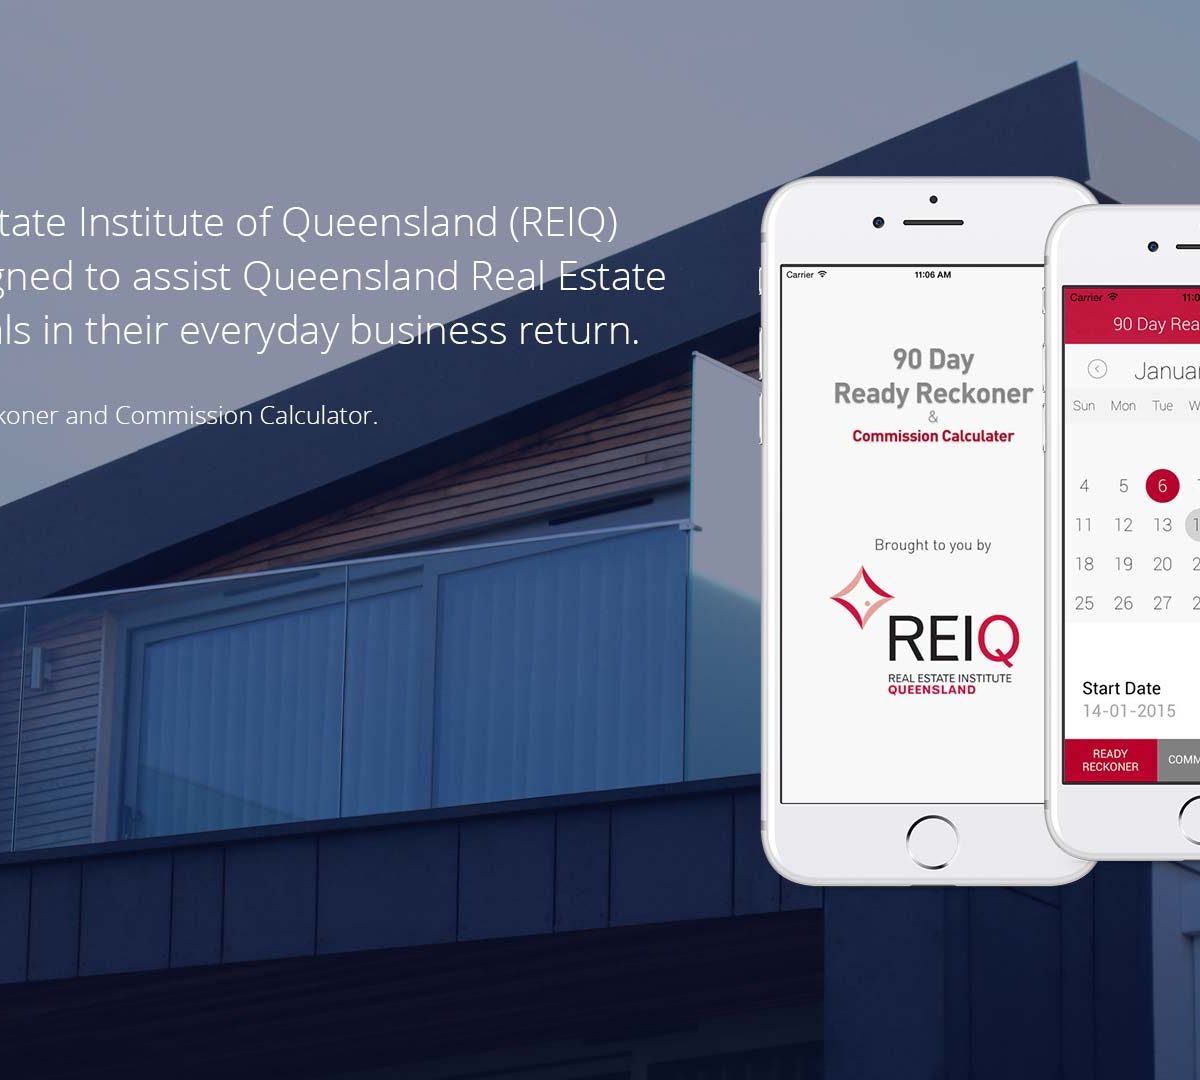 tate Institute of Queensland (REIQ)
gned to assist Queensland Real Estate
ls in their everyday business return.
koner and Commission Calculator.
Carrier 11:06 AM
90 Day
Ready Reckoner
&
Commission Calculater
Brought to you by
REIQ
REAL ESTATE INSTITUTE
QUEENSLAND
Carrier 11:0
90 Day Rea
Januar
Sun Mon Tue W
4 5 6
11 12 13 1
18 19 20 2
25 26 27 2
Start Date
14-01-2015
READY
RECKONER
COMM